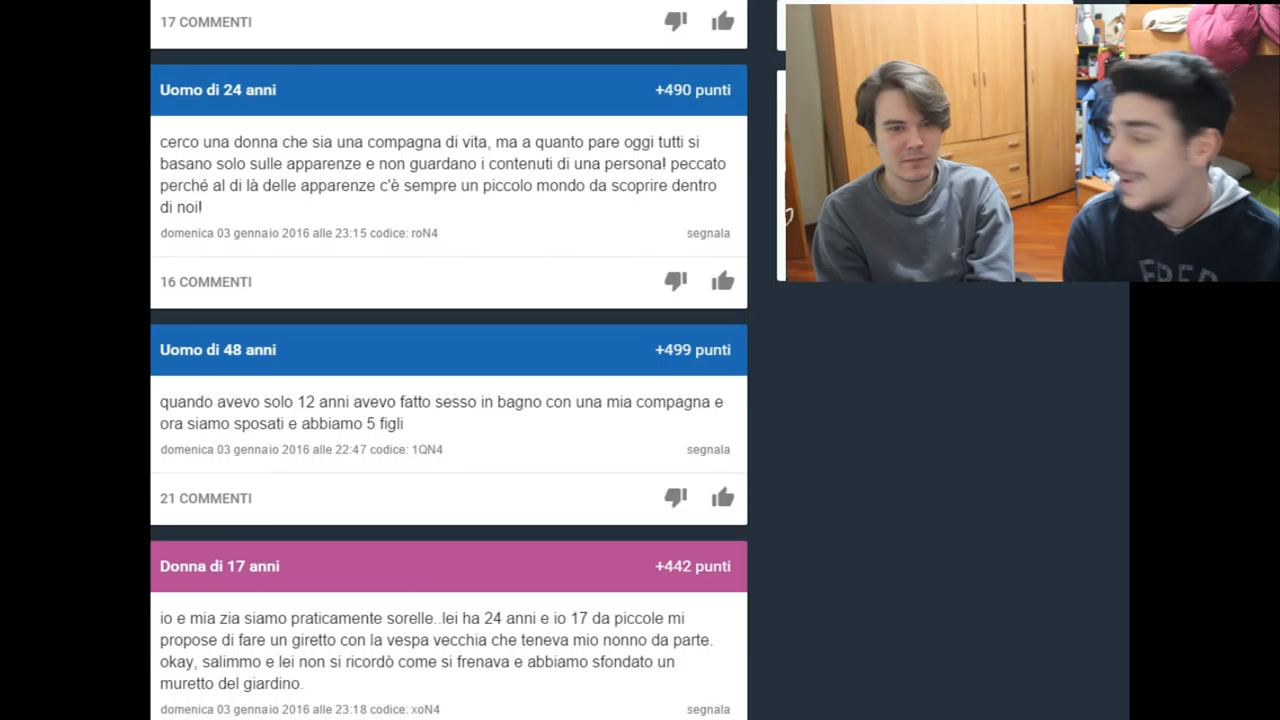 17 COMMENTI
Uomo di 24 anni +490 punti
cerco una donna che sia una compagna di vita, ma a quanto pare oggi tutti si
basano solo sulle apparenze e non guardano i contenuti di una persona! peccato
perché al di là delle apparenze c'è sempre un piccolo mondo da scoprire dentro
di noi!
domenica 03 gennaio 2016 alle 23:15 codice: roN4 segnala
16 COMMENTI
Uomo di 48 anni +499 punti
quando avevo solo 12 anni avevo fatto sesso in bagno con una mia compagna e
ora siamo sposati e abbiamo 5 figli
domenica 03 gennaio 2016 alle 22:47 codice: 1QN4 segnala
21 COMMENTI
Donna di 17 anni +442 punti
io e mia zia siamo praticamente sorelle..lei ha 24 anni e io 17 da piccole mi
propose di fare un giretto con la vespa vecchia che teneva mio nonno da parte.
okay, salimmo e lei non si ricordò come si frenava e abbiamo sfondato un
muretto del giardino.
domenica 03 gennaio 2016 alle 23:18 codice: xoN4 segnala
FRED